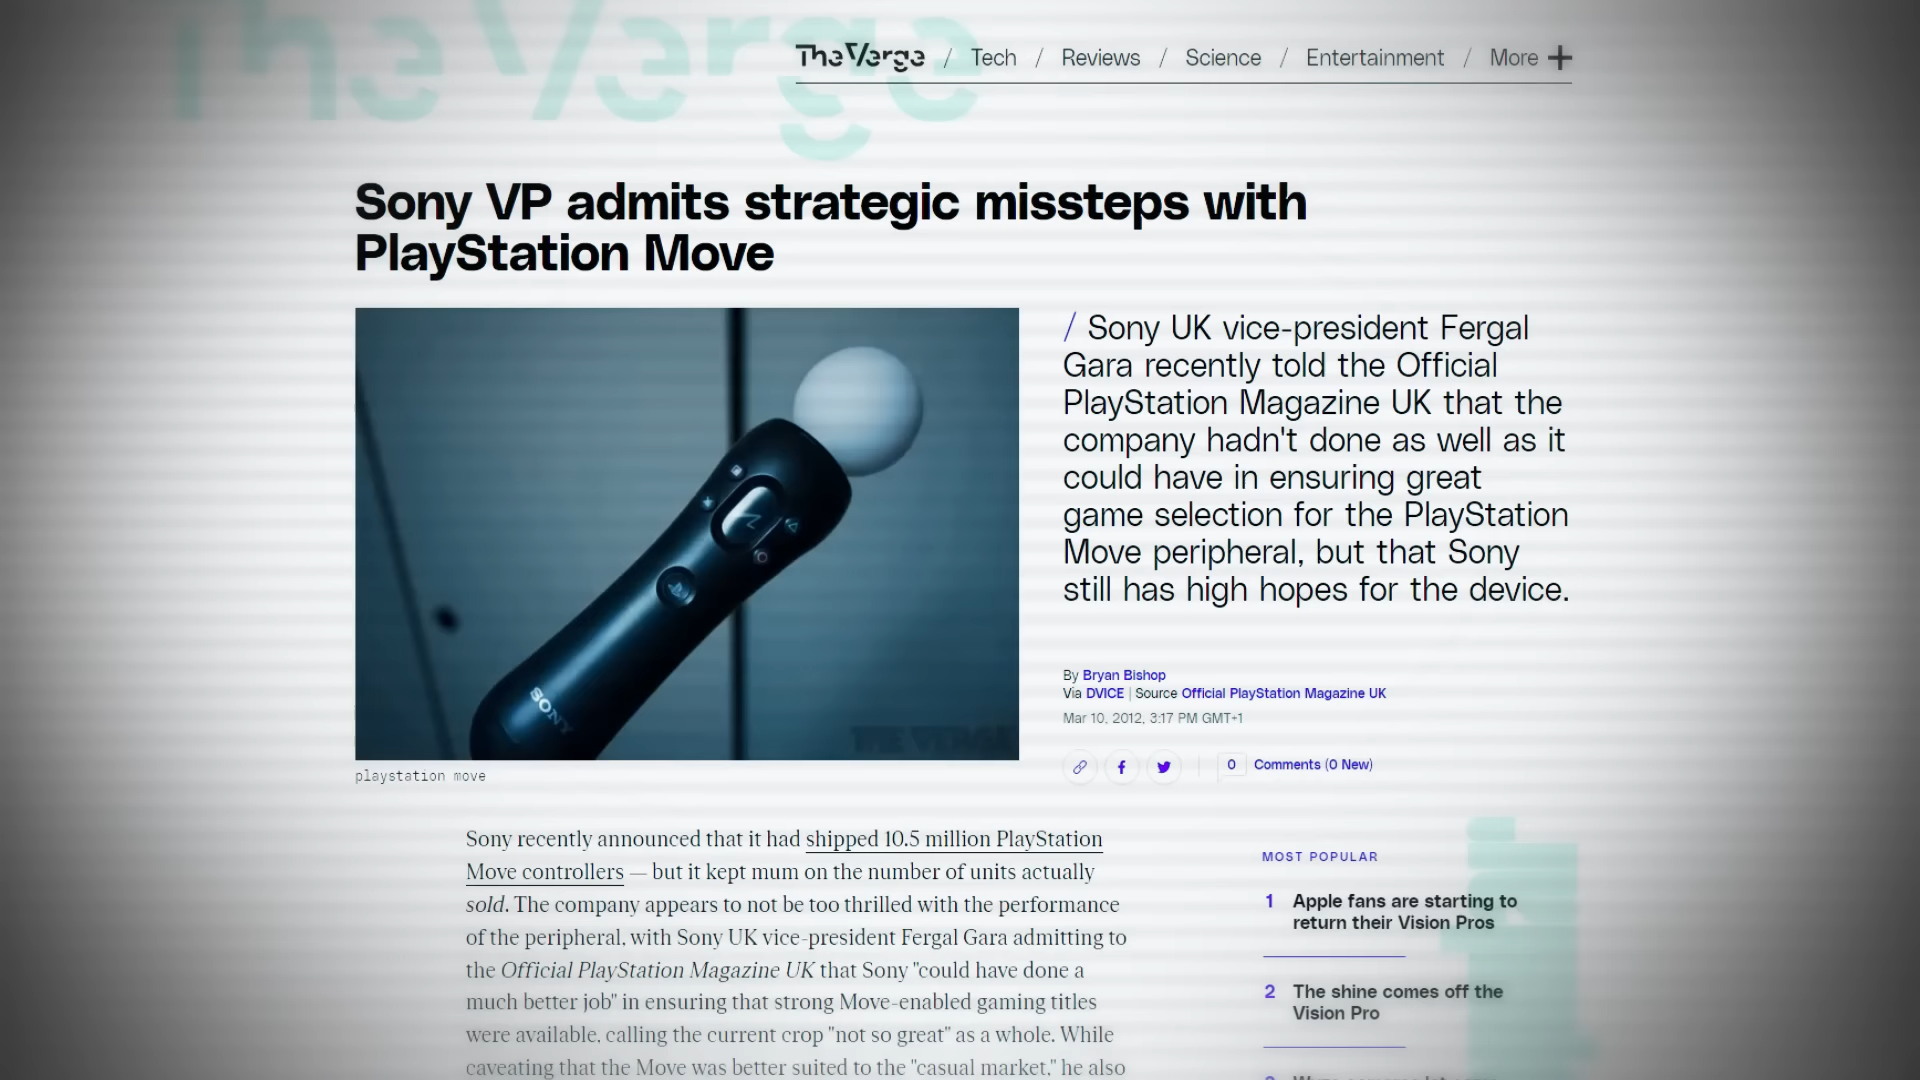 The Verge
The Verge / Tech / Reviews / Science / Entertainment / More +
Sony VP admits strategic missteps with
PlayStation Move
SONY
THE VERGE
playstation move
/ Sony UK vice-president Fergal
Gara recently told the Official
PlayStation Magazine UK that the
company hadn't done as well as it
could have in ensuring great
game selection for the PlayStation
Move peripheral, but that Sony
still has high hopes for the device.
By Bryan Bishop
Via DVICE | Source Official PlayStation Magazine UK
Mar 10, 2012, 3:17 PM GMT+1
0 Comments (0 New)
Sony recently announced that it had shipped 10.5 million PlayStation
Move controllers — but it kept mum on the number of units actually
sold. The company appears to not be too thrilled with the performance
of the peripheral, with Sony UK vice-president Fergal Gara admitting to
the Official PlayStation Magazine UK that Sony "could have done a
much better job" in ensuring that strong Move-enabled gaming titles
were available, calling the current crop "not so great" as a whole. While
caveating that the Move was better suited to the "casual market," he also
MOST POPULAR
1 Apple fans are starting to
return their Vision Pros
2 The shine comes off the
Vision Pro